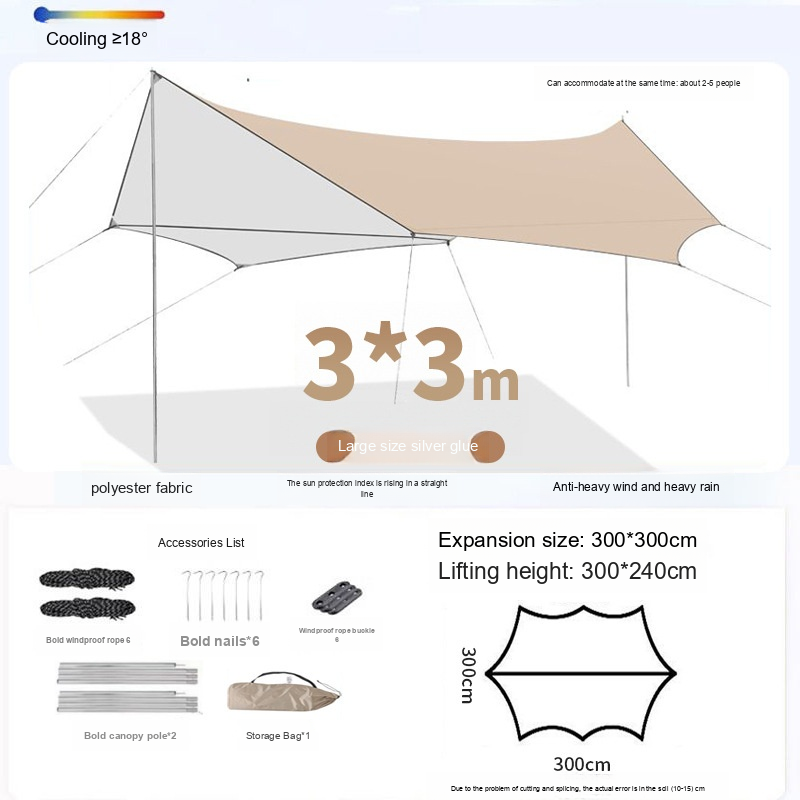 Cooling ≥18°
Can accommodate at the same time: about 2-5 people
3*3m
Large size silver glue
polyester fabric
The sun protection index is rising in a straight
line
Anti-heavy wind and heavy rain
Accessories List
Expansion size: 300*300cm
Lifting height: 300*240cm
Bold windproof rope 6
Bold nails*6
Windproof rope buckle
6
300cm
Bold canopy pole*2
Storage Bag*1
300cm
Due to the problem of cutting and splicing, the actual error is in the (10-15) cm